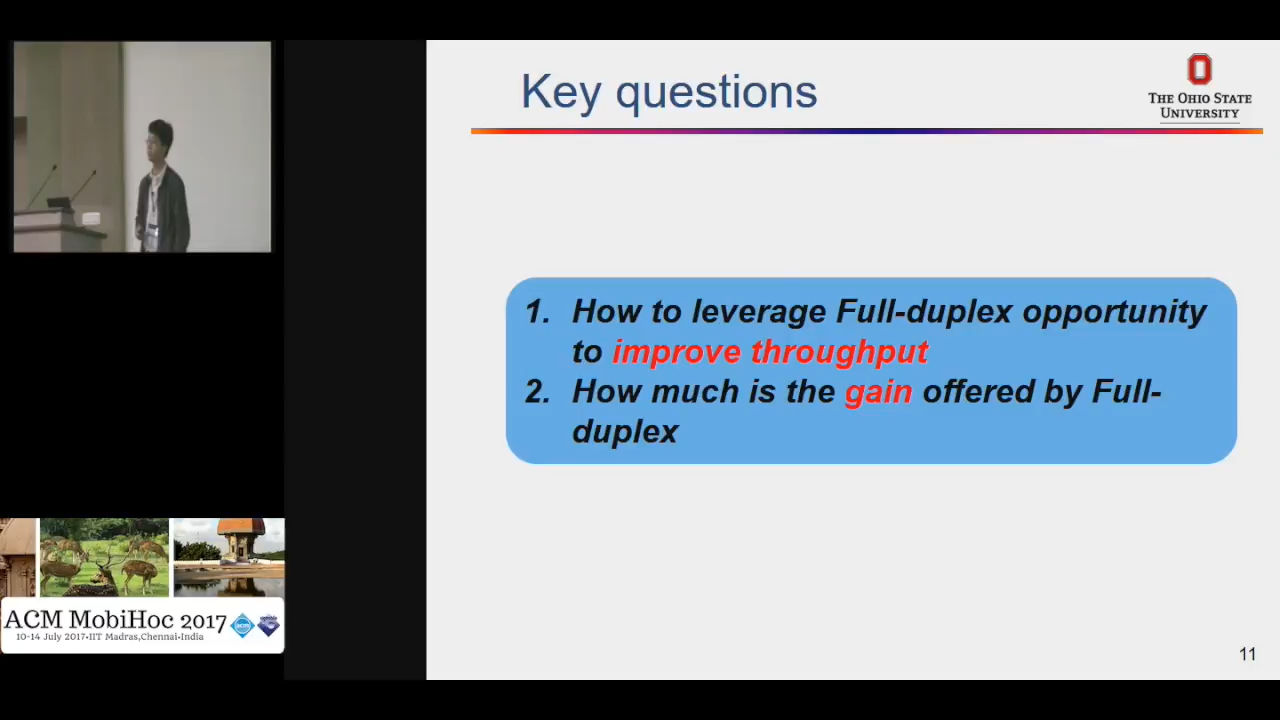 Key questions
THE OHIO STATE
UNIVERSITY
1. How to leverage Full-duplex opportunity
to improve throughput
2. How much is the gain offered by Full-
duplex
ACM MobiHoc 2017
10-14 July 2017•IIT Madras,Chennai•India
acm
11